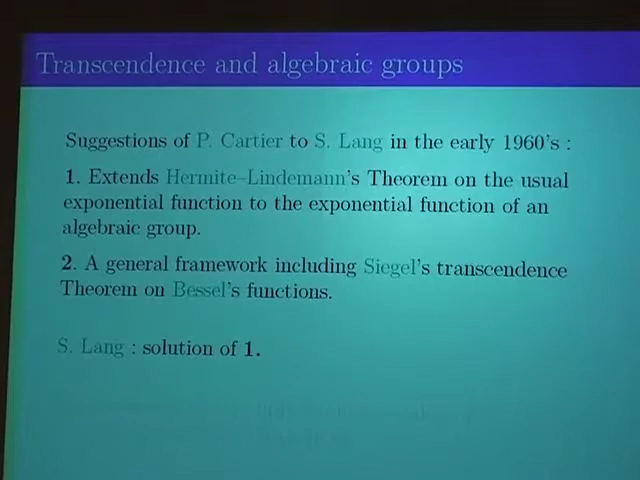 Transcendence and algebraic groups
Suggestions of P. Cartier to S. Lang in the early 1960's :
1. Extends Hermite–Lindemann's Theorem on the usual
exponential function to the exponential function of an
algebraic group.
2. A general framework including Siegel's transcendence
Theorem on Bessel's functions.
S. Lang : solution of 1.